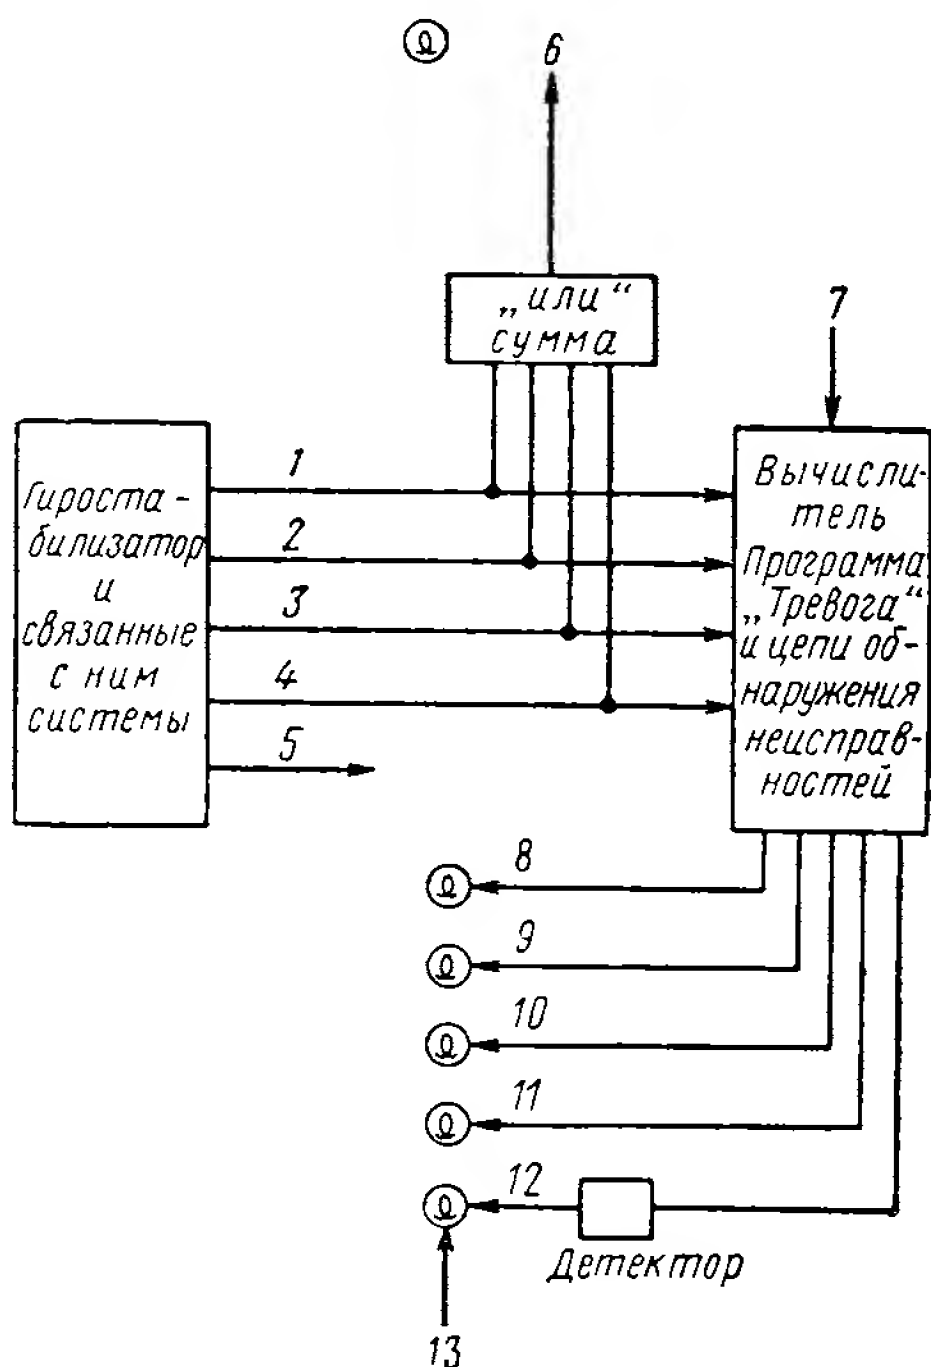 6
„или“
сумма
7
Гироста-
билизатор
и
связанные
с ним
системы
1
2
3
4
5
Вычисли-
тель
Программа
„Тревога“
и цепи об-
наружения
неисправ-
ностей
8
9
10
11
12
Детектор
13